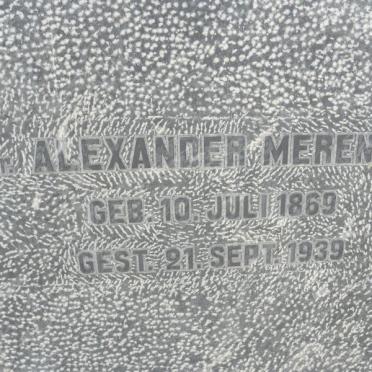 ALEXANDER MEREN
GEB. 10. JULI 1869
GEST. 21. SEPT. 1939